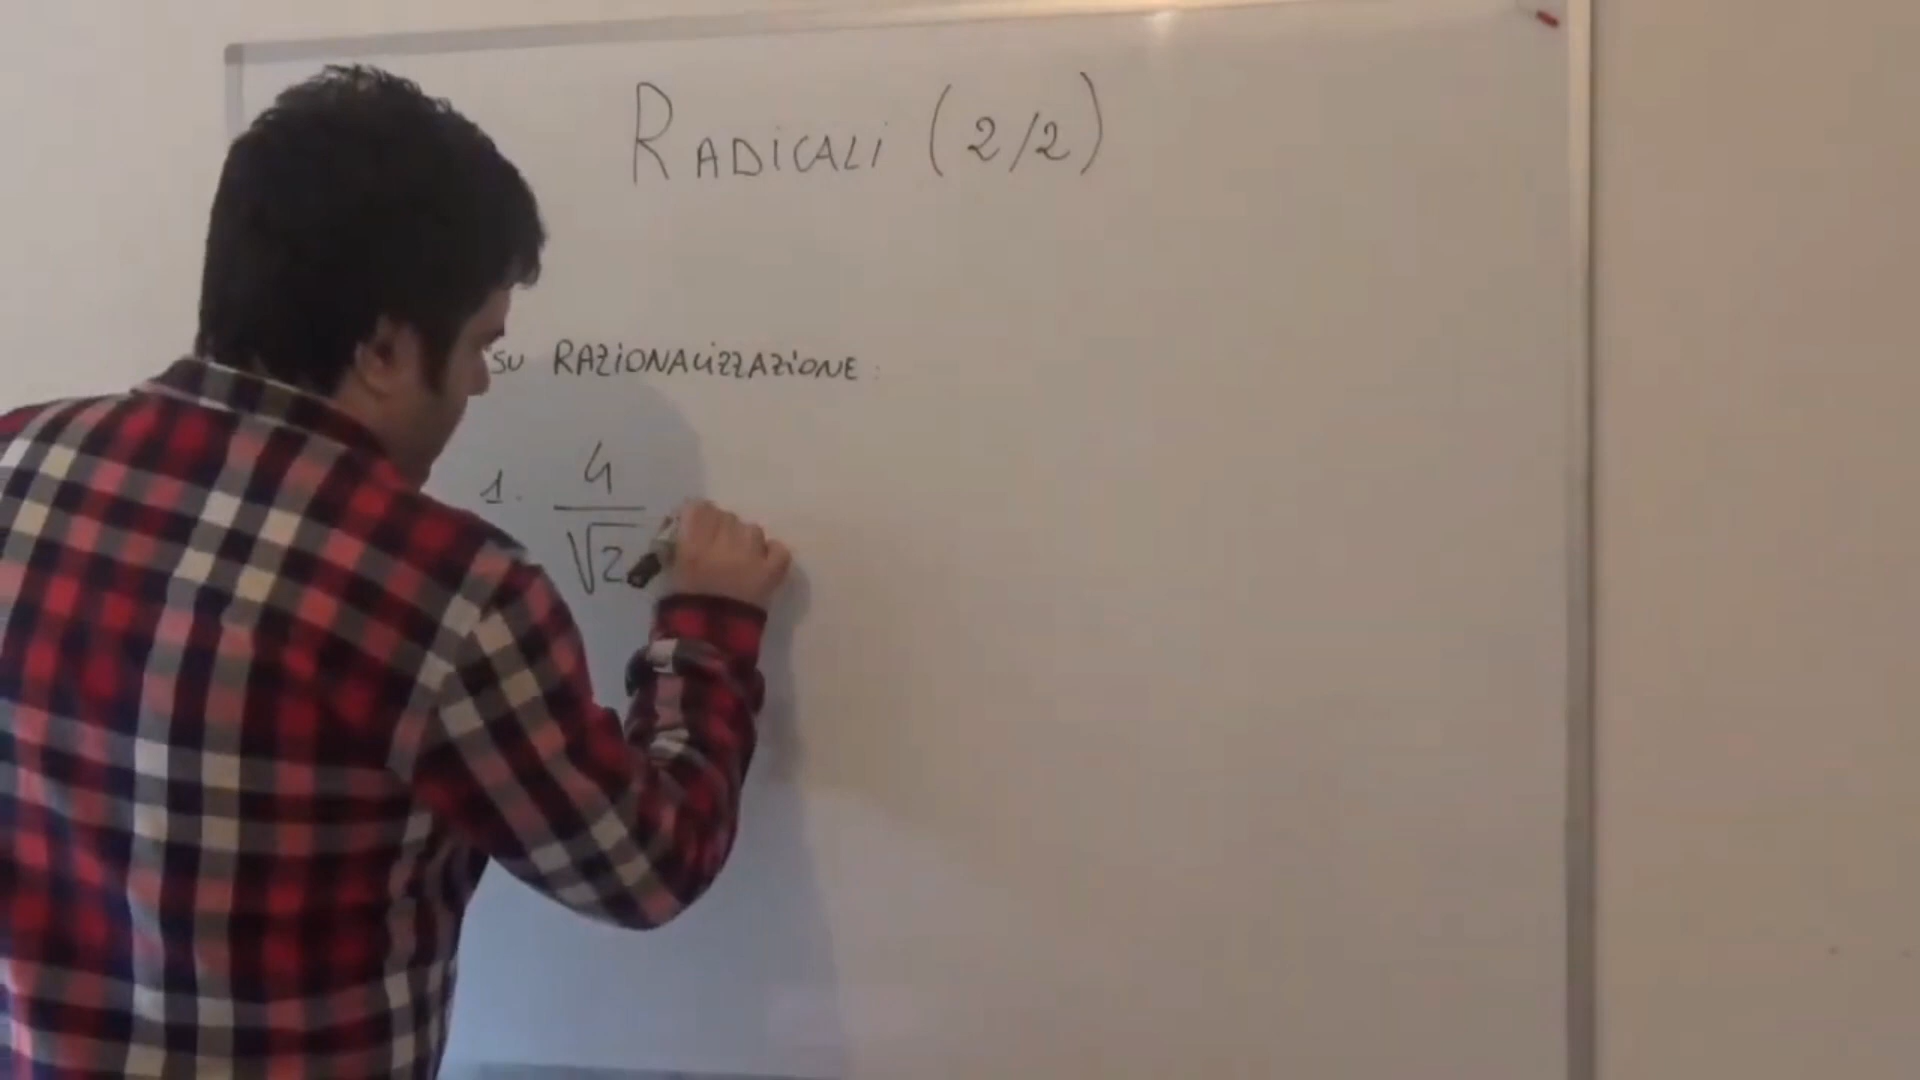 RADICALI (2/2)
SU RAZIONALIZZAZIONE:
1. 4
√2